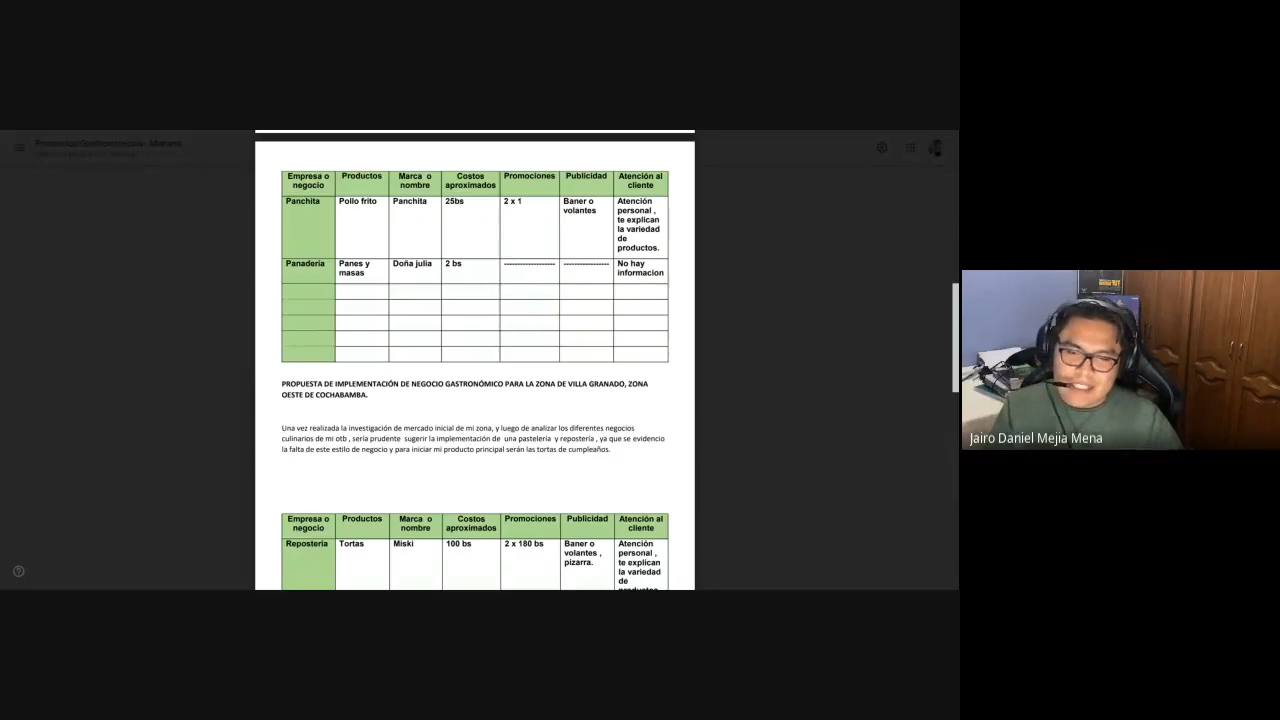 Empresa o negocio Productos Marca o nombre Costos aproximados Promociones Publicidad Atención al cliente
Panchita Pollo frito Panchita 25bs 2 x 1 Baner o volantes Atención personal , te explican la variedad de productos.
Panadería Panes y masas Doña julia 2 bs ------------------- ----------------- No hay informacion
PROPUESTA DE IMPLEMENTACIÓN DE NEGOCIO GASTRONÓMICO PARA LA ZONA DE VILLA GRANADO, ZONA
OESTE DE COCHABAMBA.
Una vez realizada la investigación de mercado inicial de mi zona, y luego de analizar los diferentes negocios
culinarios de mi otb , sería prudente sugerir la implementación de una pastelería y repostería , ya que se evidencio
la falta de este estilo de negocio y para iniciar mi producto principal serán las tortas de cumpleaños.
Empresa o negocio Productos Marca o nombre Costos aproximados Promociones Publicidad Atención al cliente
Repostería Tortas Miski 100 bs 2 x 180 bs Baner o volantes , pizarra. Atención personal , te explican la variedad de
Jairo Daniel Mejia Mena